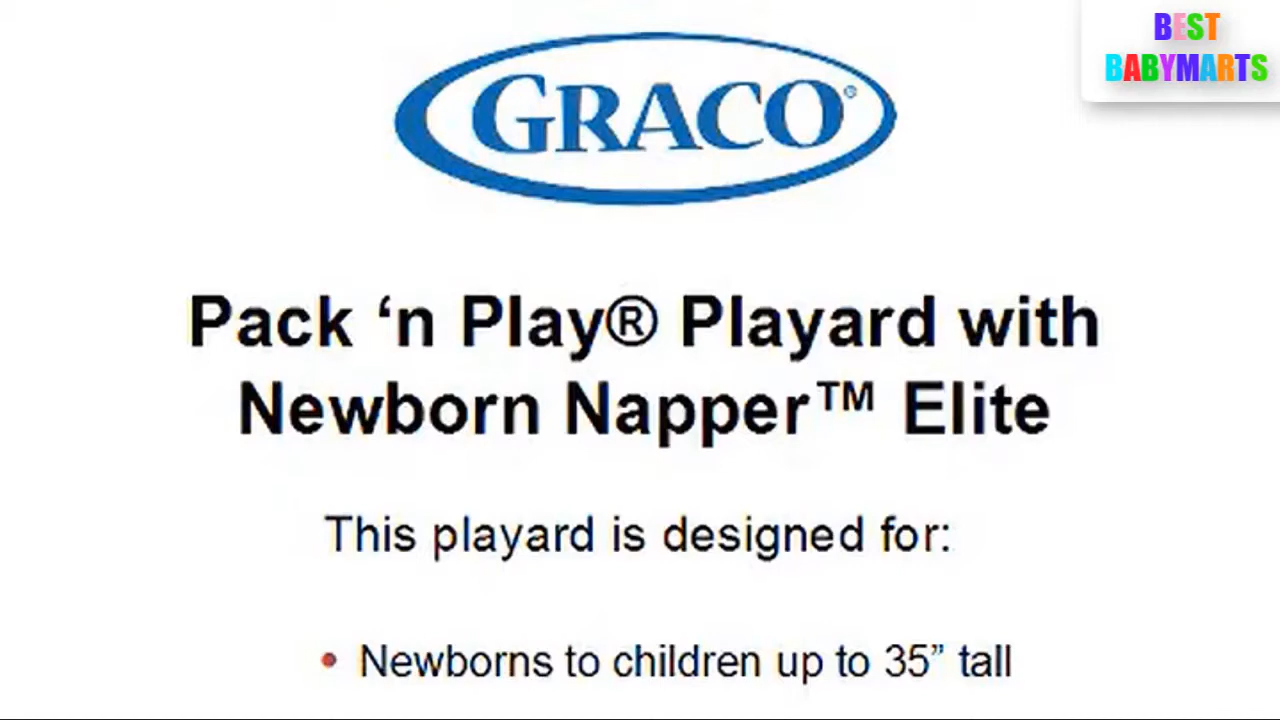 BEST
BABYMARTS
GRACO®
Pack ‘n Play® Playard with
Newborn Napper™ Elite
This playard is designed for:
• Newborns to children up to 35” tall